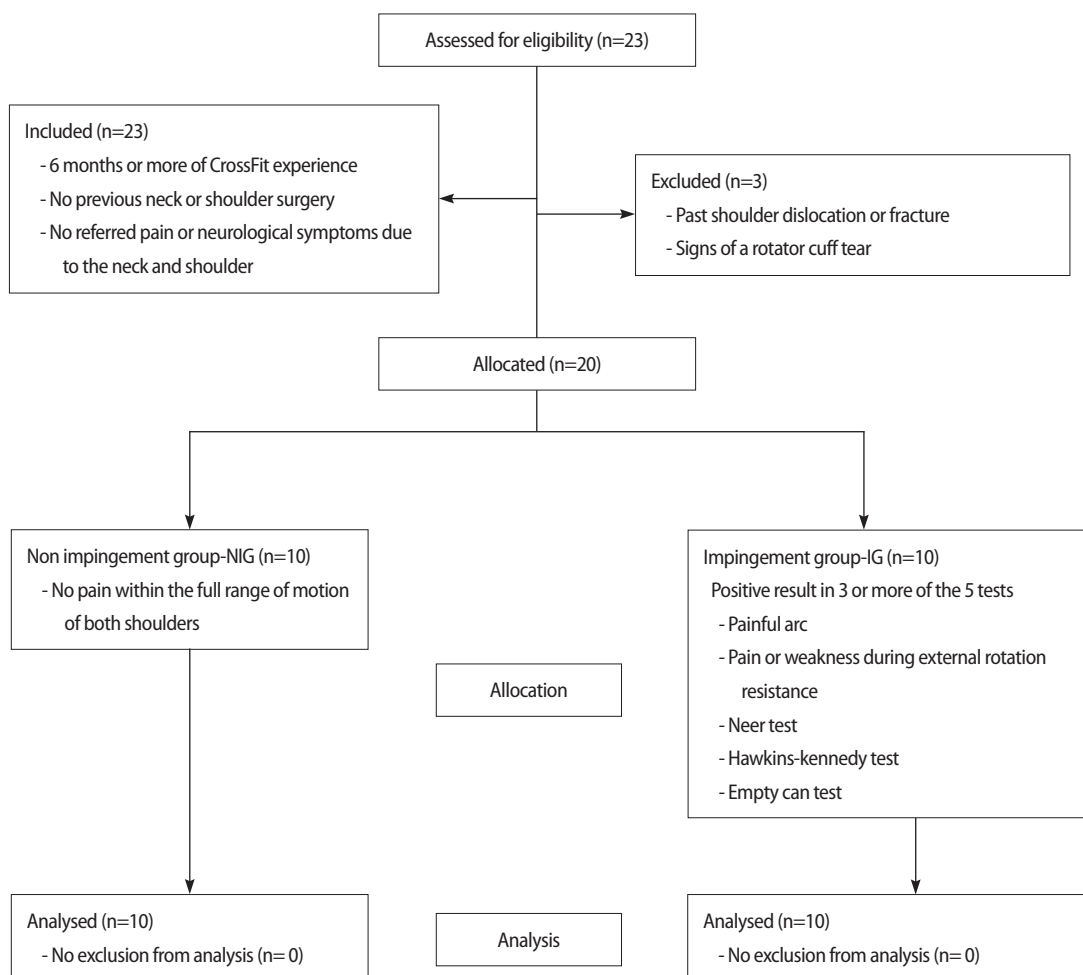 Assessed for eligibility (n=23)
Included (n=23)
- 6 months or more of CrossFit experience
- No previous neck or shoulder surgery
- No referred pain or neurological symptoms due
to the neck and shoulder
Excluded (n=3)
- Past shoulder dislocation or fracture
- Signs of a rotator cuff tear
Allocated (n=20)
Non impingement group-NIG (n=10)
- No pain within the full range of motion
of both shoulders
Impingement group-IG (n=10)
Positive result in 3 or more of the 5 tests
- Painful arc
- Pain or weakness during external rotation
resistance
- Neer test
- Hawkins-kennedy test
- Empty can test
Allocation
Analysed (n=10)
- No exclusion from analysis (n= 0)
Analysis
Analysed (n=10)
- No exclusion from analysis (n= 0)